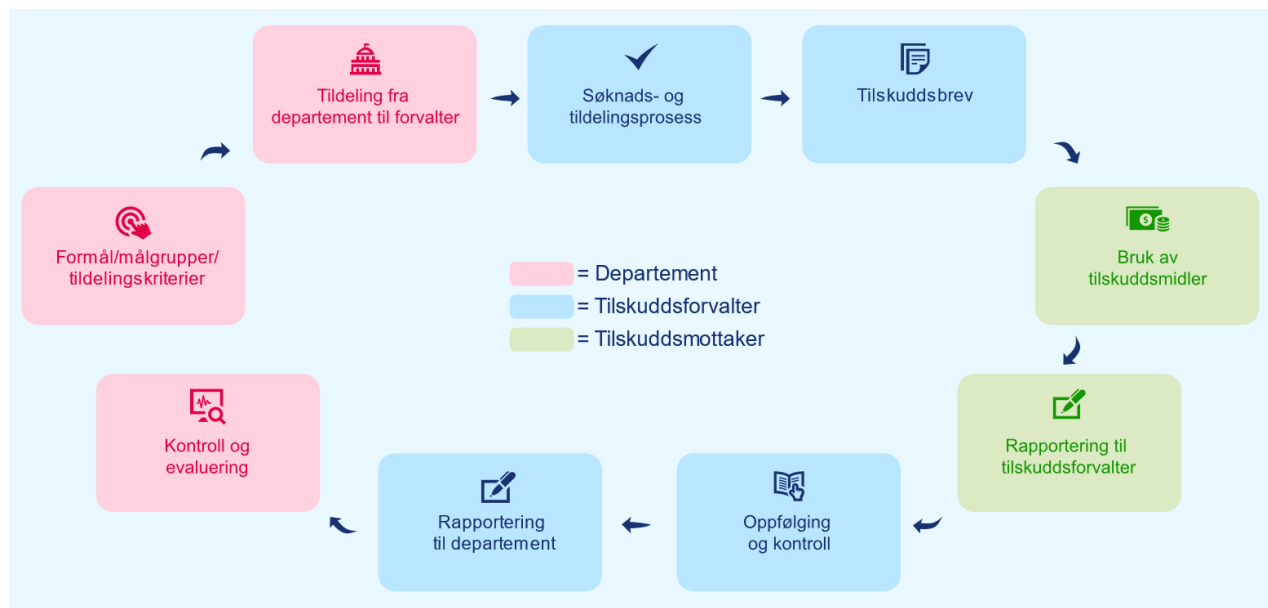 Tildeling fra
departement til forvalter
Søknads- og
tildelingsprosess
Tilskuddsbrev
Formål/målgrupper/
tildelingskriterier
Bruk av
tilskuddsmidler
= Departement
= Tilskuddsforvalter
= Tilskuddsmottaker
Kontroll og
evaluering
Rapportering til
tilskuddsforvalter
Rapportering
til departement
Oppfølging
og kontroll